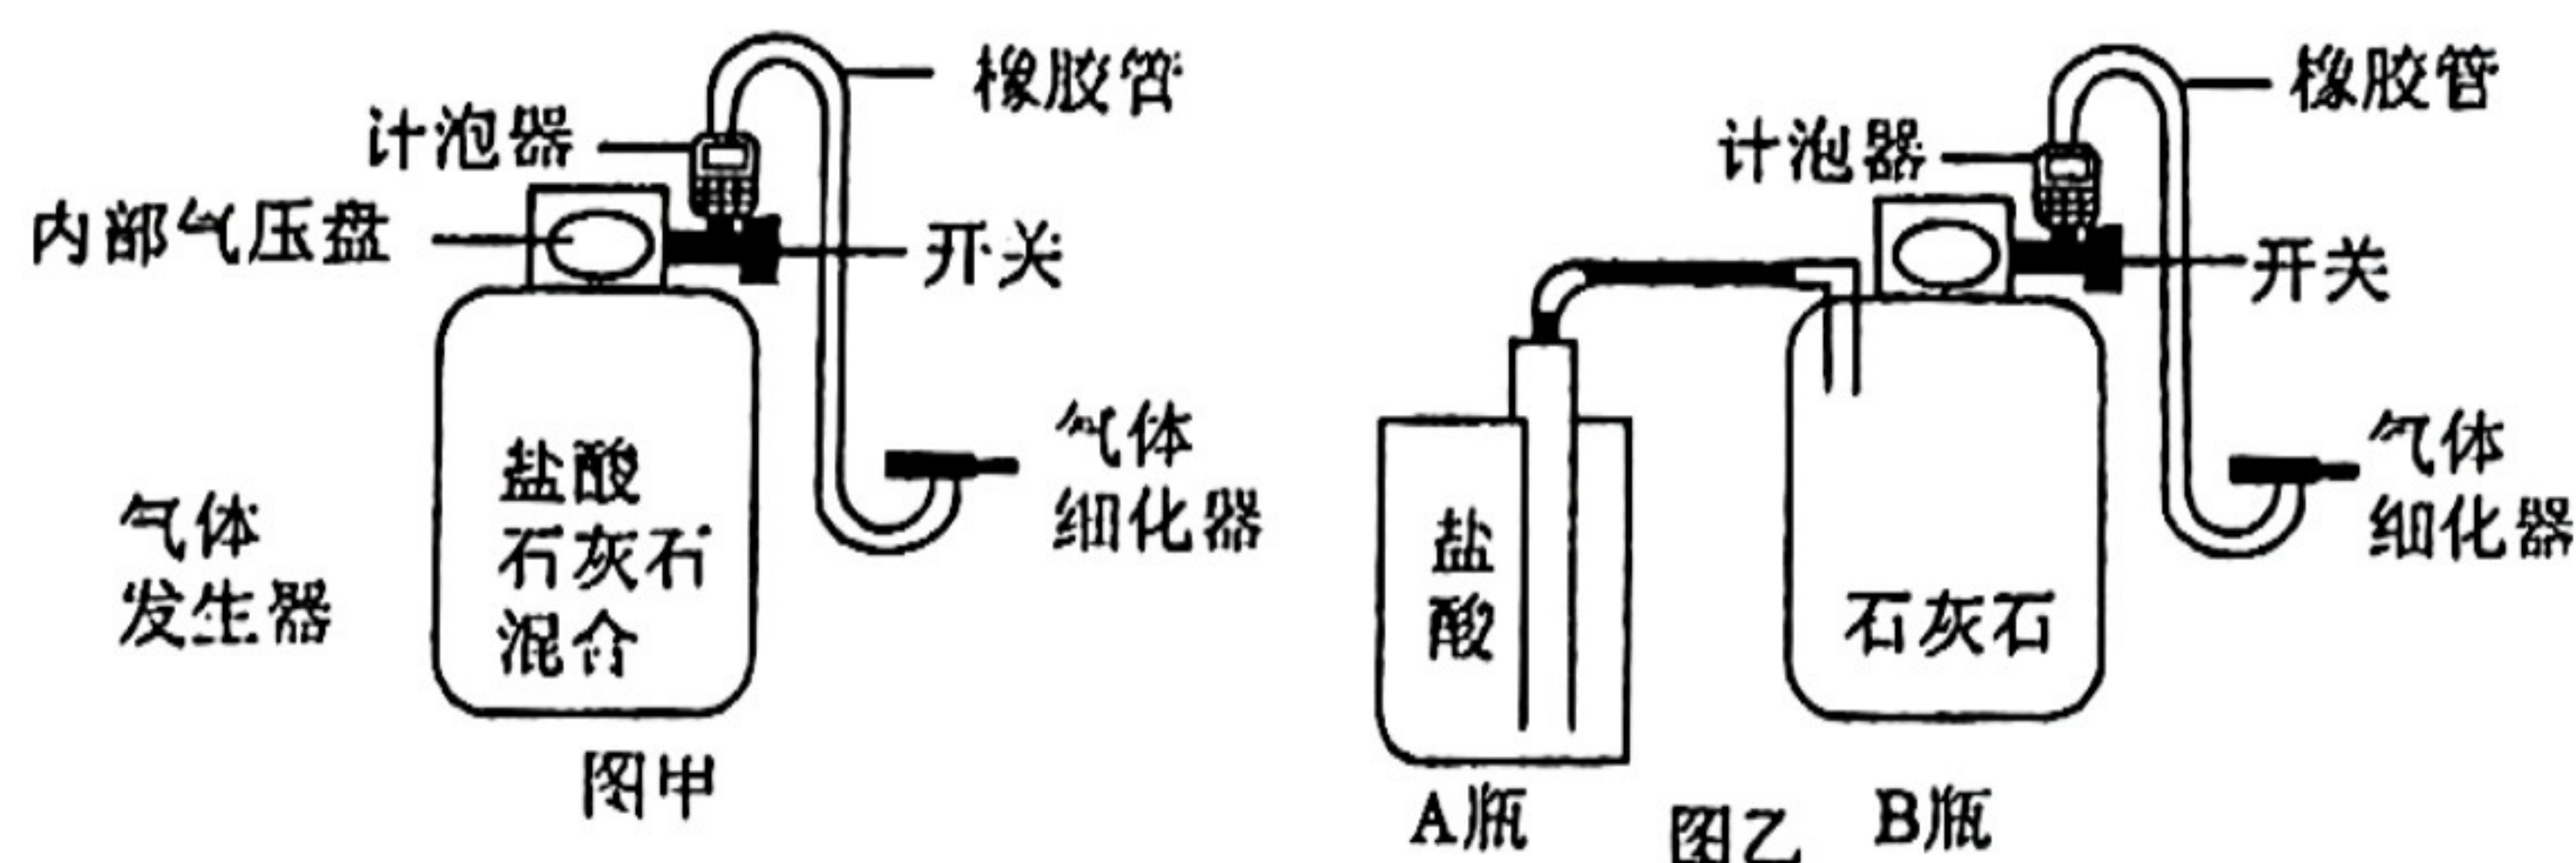 橡胶管
计泡器
内部气压盘
开关
气体
细化器
气体
发生器
盐酸
石灰石
混合
图甲
橡胶管
计泡器
开关
气体
细化器
盐
酸
石灰石
A瓶
图乙
B瓶